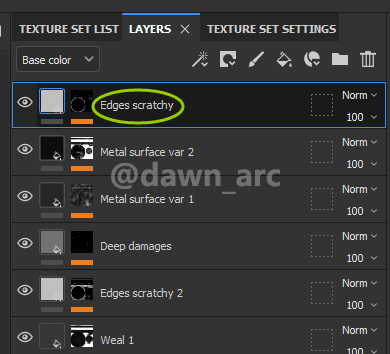 TEXTURE SET LIST LAYERS × TEXTURE SET SETTINGS
Base color
Edges scratchy Norm
100
Metal surface var 2 Norm
100
@dawn_arc
Metal surface var 1 Norm
100
Deep damages Norm
100
Edges scratchy 2 Norm
100
Weal 1 Norm